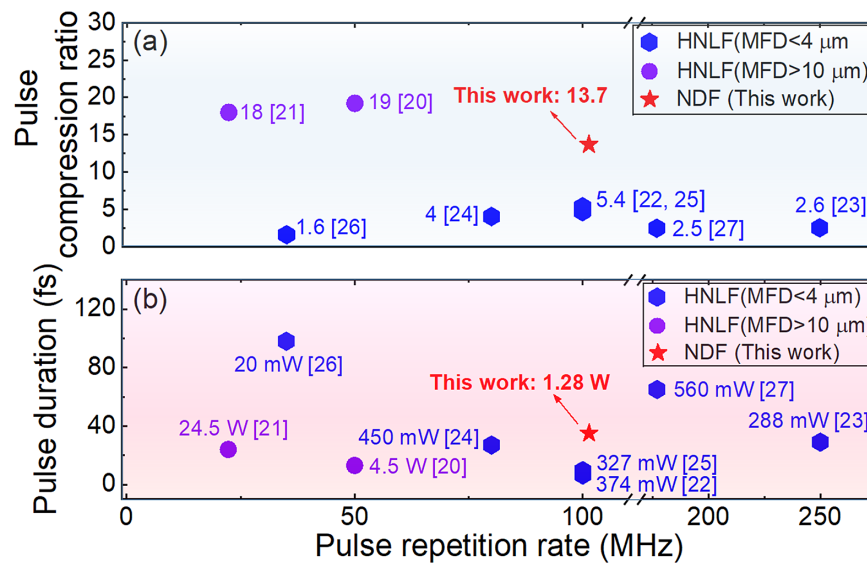 (a)
Pulse
compression ratio
30
25
20
15
10
5
0
HNLF(MFD<4 μm
HNLF(MFD>10 μm)
NDF (This work)
18 [21]
19 [20]
This work: 13.7
1.6 [26]
4 [24]
5.4 [22, 25]
2.5 [27]
2.6 [23]
(b)
Pulse duration (fs)
120
80
40
0
HNLF(MFD<4 μm)
HNLF(MFD>10 μm)
NDF (This work)
20 mW [26]
24.5 W [21]
4.5 W [20]
450 mW [24]
This work: 1.28 W
327 mW [25]
374 mW [22]
560 mW [27]
288 mW [23]
0 50 100 200 250
Pulse repetition rate (MHz)